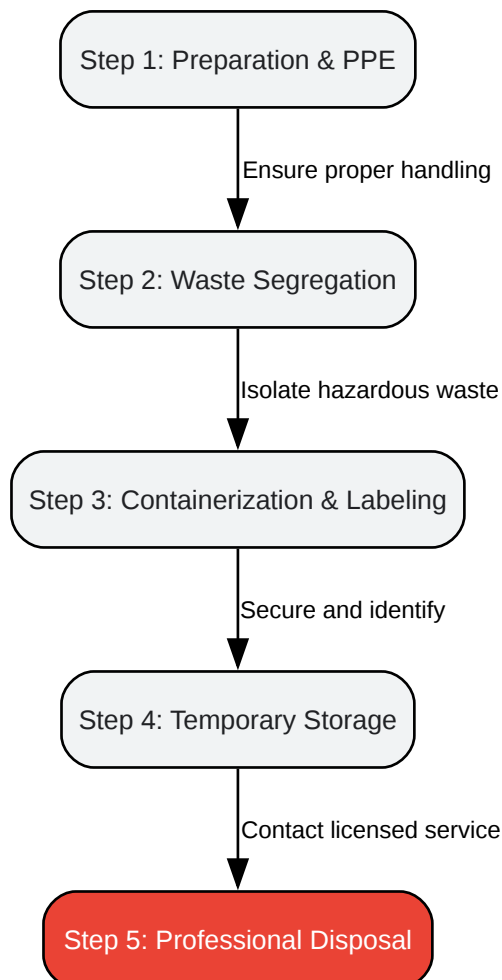 Step 1: Preparation & PPE
Ensure proper handling
Step 2: Waste Segregation
Isolate hazardous waste
Step 3: Containerization & Labeling
Secure and identify
Step 4: Temporary Storage
Contact licensed service
Step 5: Professional Disposal